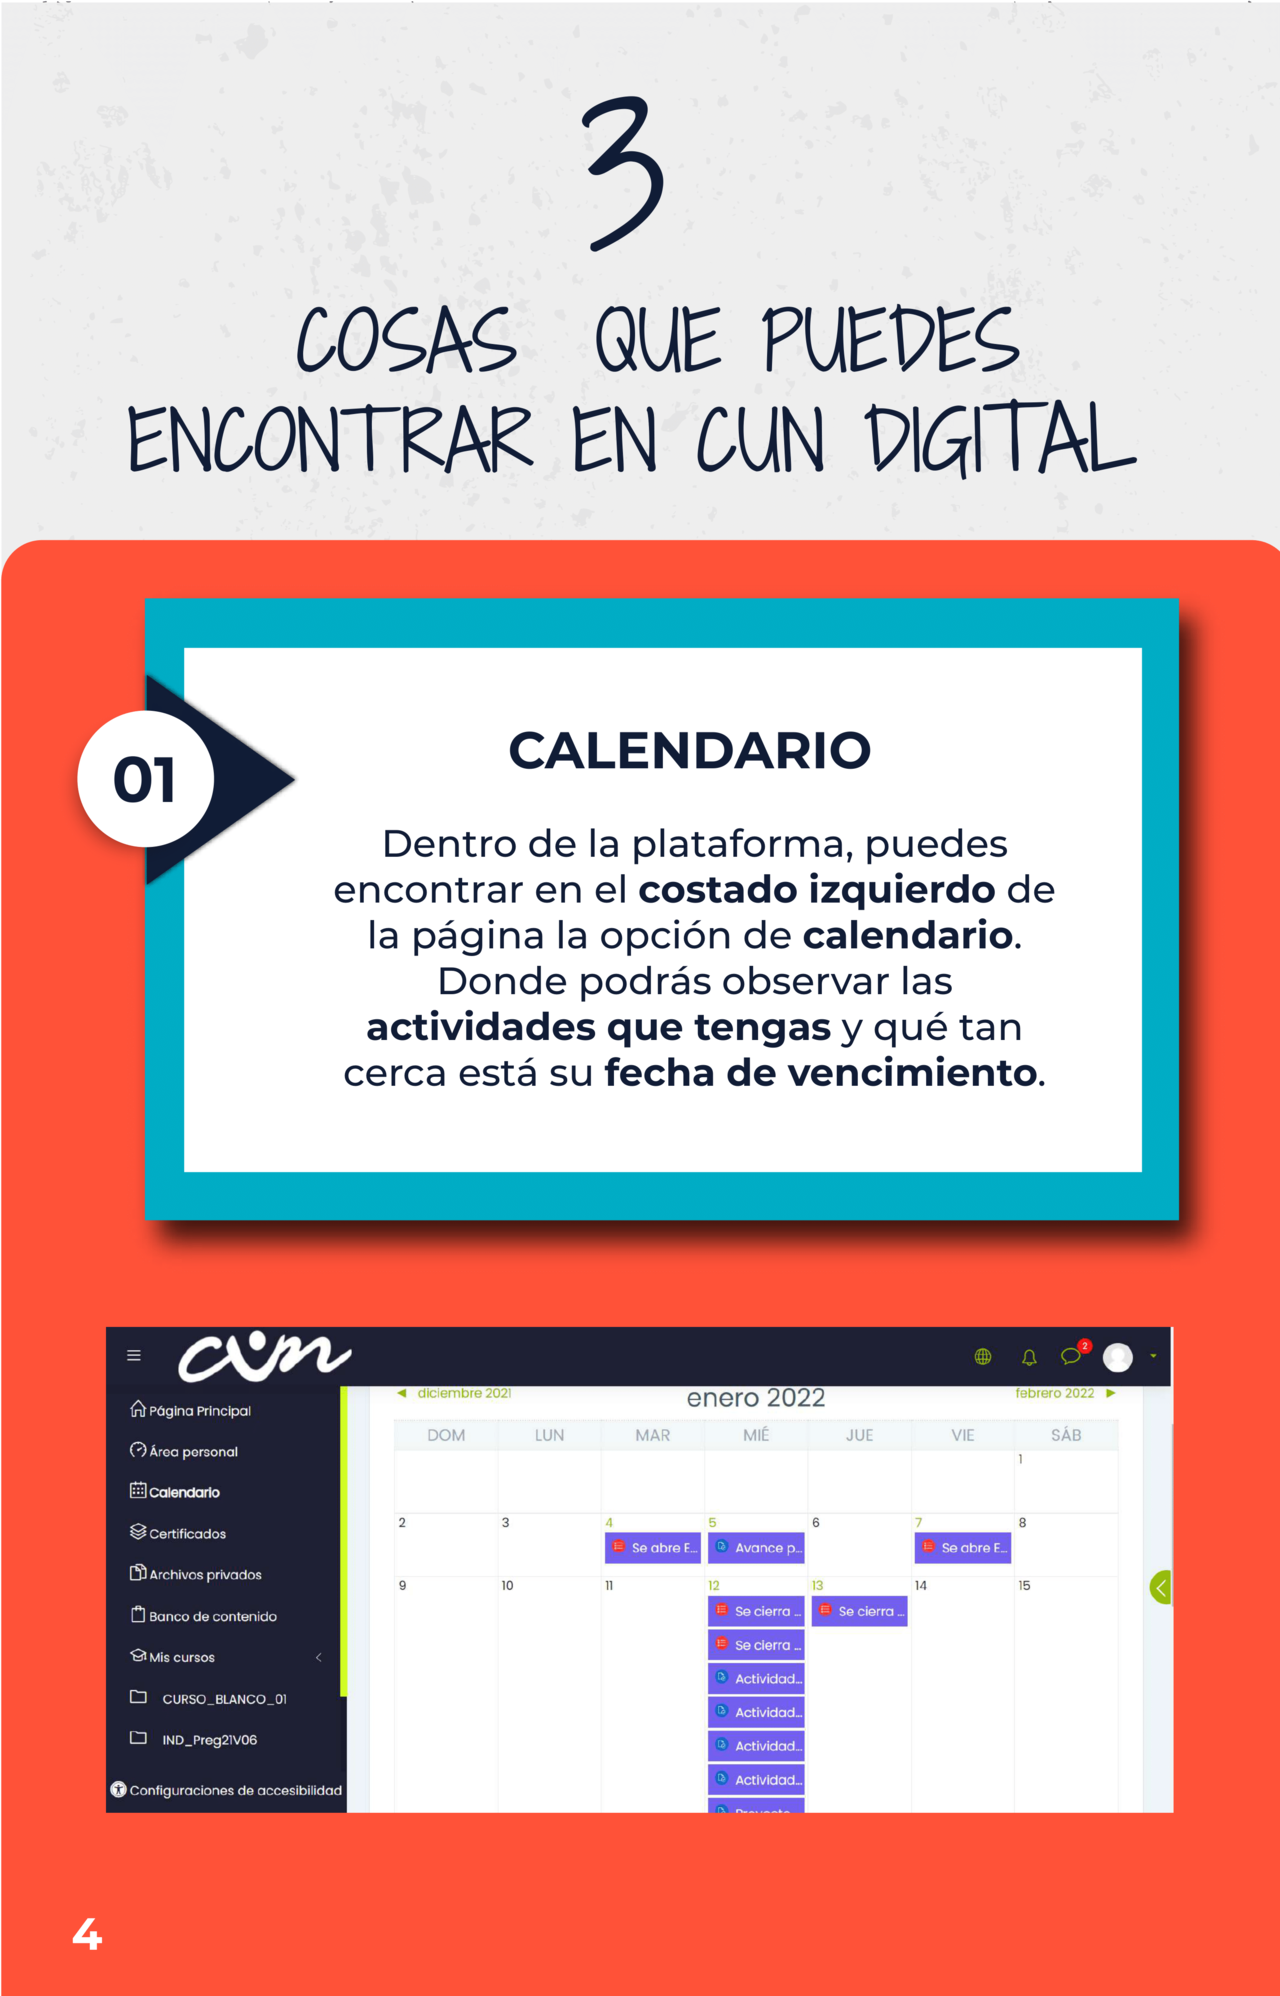 3
COSAS QUE PUEDES
ENCONTRAR EN CUN DIGITAL
01
CALENDARIO
Dentro de la plataforma, puedes
encontrar en el costado izquierdo de
la página la opción de calendario.
Donde podrás observar las
actividades que tengas y qué tan
cerca está su fecha de vencimiento.
cun
2
Página Principal
Área personal
Calendario
Certificados
Archivos privados
Banco de contenido
Mis cursos
CURSO_BLANCO_01
IND_Preg21V06
Configuraciones de accesibilidad
diciembre 2021 enero 2022 febrero 2022
DOM LUN MAR MIÉ JUE VIE SÁB
1
2 3 4 5 6 7 8
Se abre E... Avance p... Se abre E...
9 10 11 12 13 14 15
Se cierra ... Se cierra ...
Se cierra ...
Actividad...
Actividad...
Actividad...
Actividad...
4